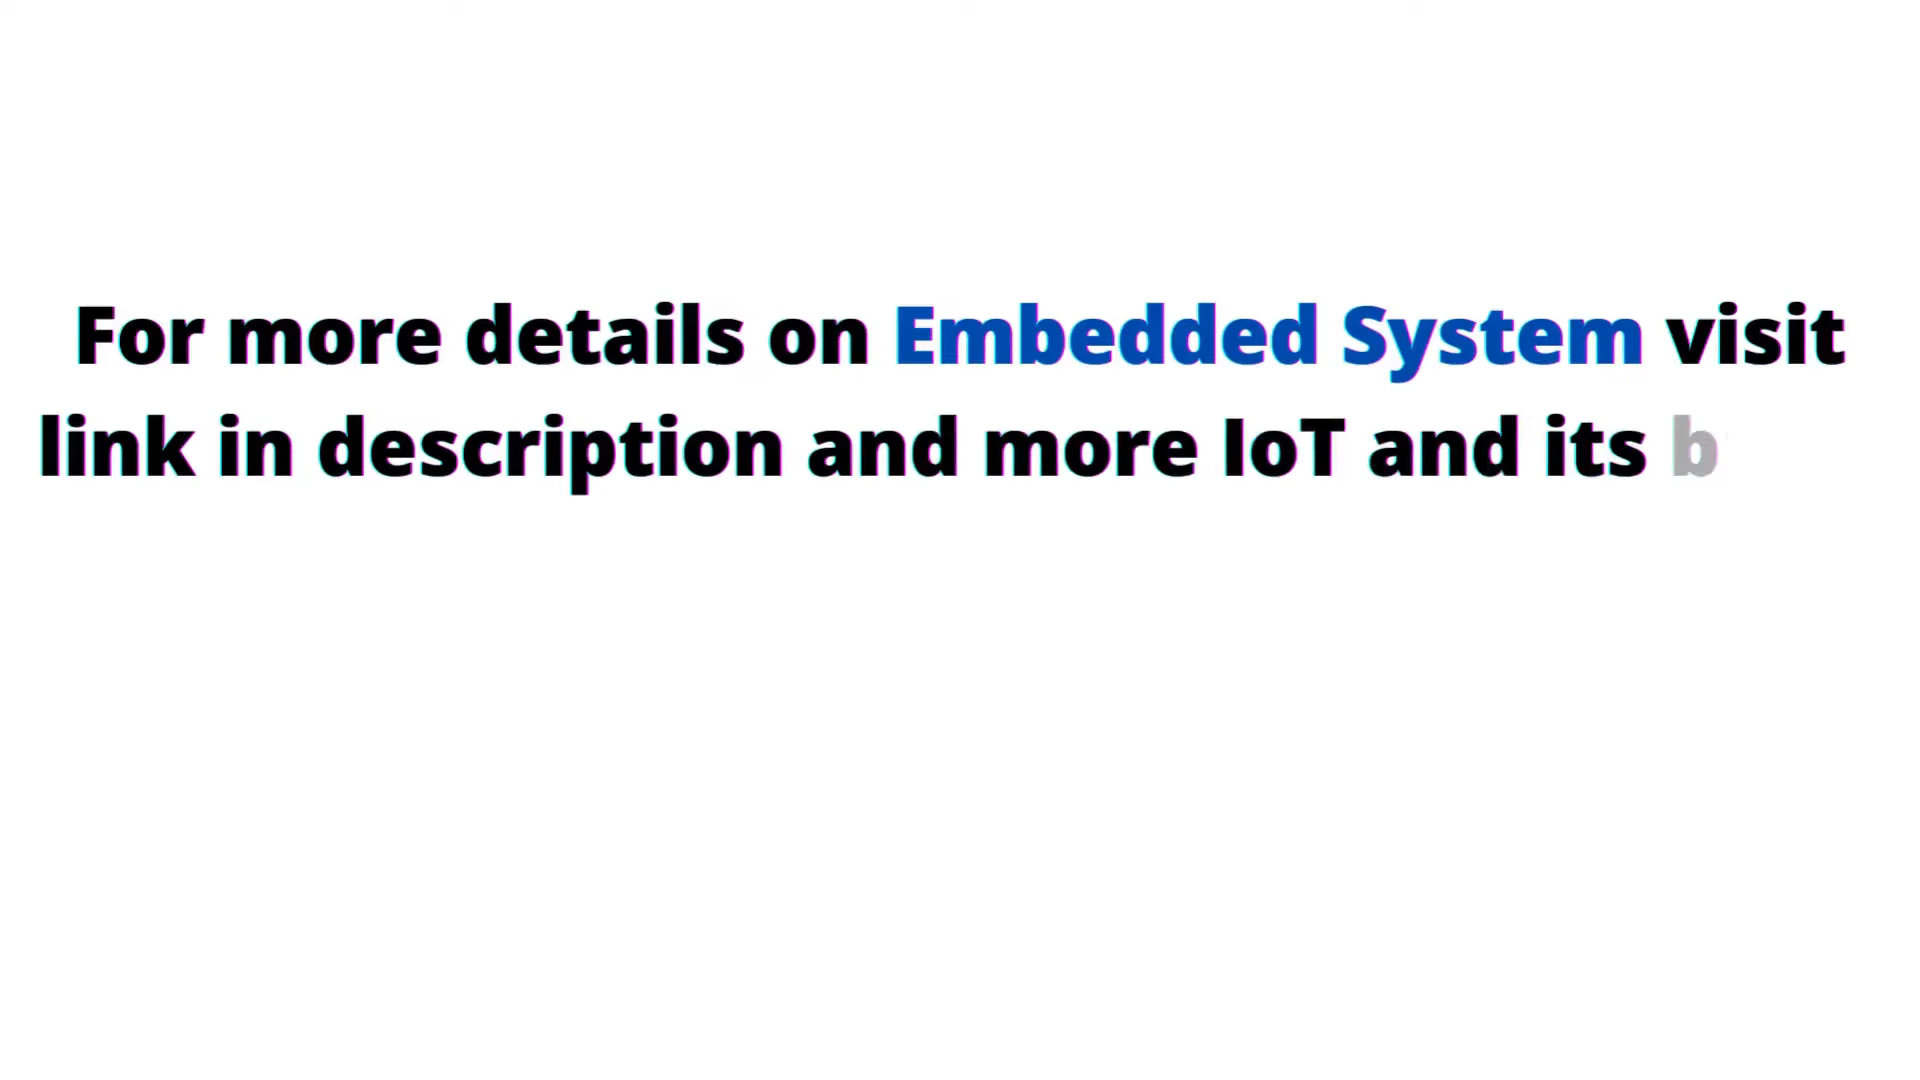 For more details on Embedded System visit
link in description and more IoT and its b